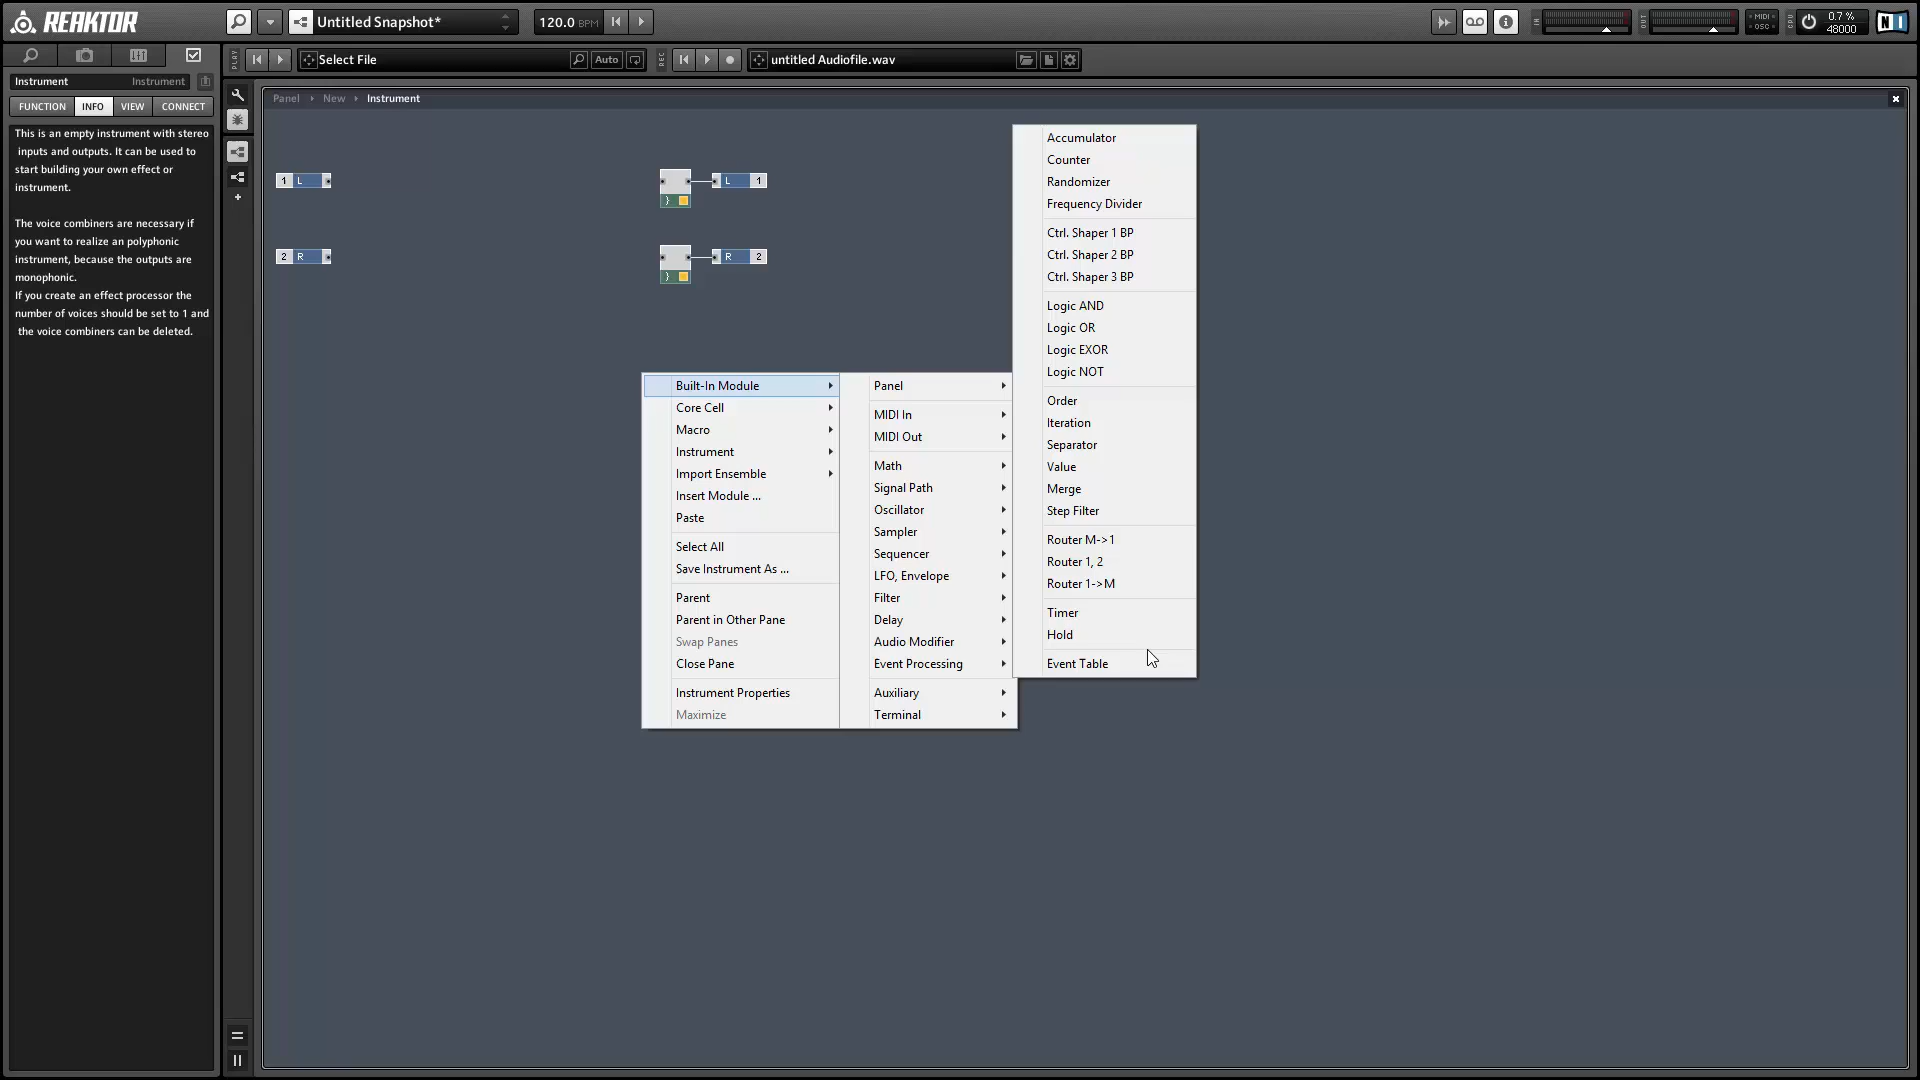 REAKTOR
Untitled Snapshot*
120.0 BPM
IN
OUT
MIDI
OSC
CPU
0.7 %
48000
PLAY
Select File
Auto
REC
untitled Audiofile.wav
Instrument Instrument
FUNCTION INFO VIEW CONNECT
This is an empty instrument with stereo
inputs and outputs. It can be used to
start building your own effect or
instrument.
The voice combiners are necessary if
you want to realize an polyphonic
instrument, because the outputs are
monophonic.
If you create an effect processor the
number of voices should be set to 1 and
the voice combiners can be deleted.
Panel New Instrument
1 L
} L 1
2 R
} R 2
Built-In Module
Core Cell
Macro
Instrument
Import Ensemble
Insert Module ...
Paste
Select All
Save Instrument As ...
Parent
Parent in Other Pane
Swap Panes
Close Pane
Instrument Properties
Maximize
Panel
MIDI In
MIDI Out
Math
Signal Path
Oscillator
Sampler
Sequencer
LFO, Envelope
Filter
Delay
Audio Modifier
Event Processing
Auxiliary
Terminal
Accumulator
Counter
Randomizer
Frequency Divider
Ctrl. Shaper 1 BP
Ctrl. Shaper 2 BP
Ctrl. Shaper 3 BP
Logic AND
Logic OR
Logic EXOR
Logic NOT
Order
Iteration
Separator
Value
Merge
Step Filter
Router M->1
Router 1, 2
Router 1->M
Timer
Hold
Event Table